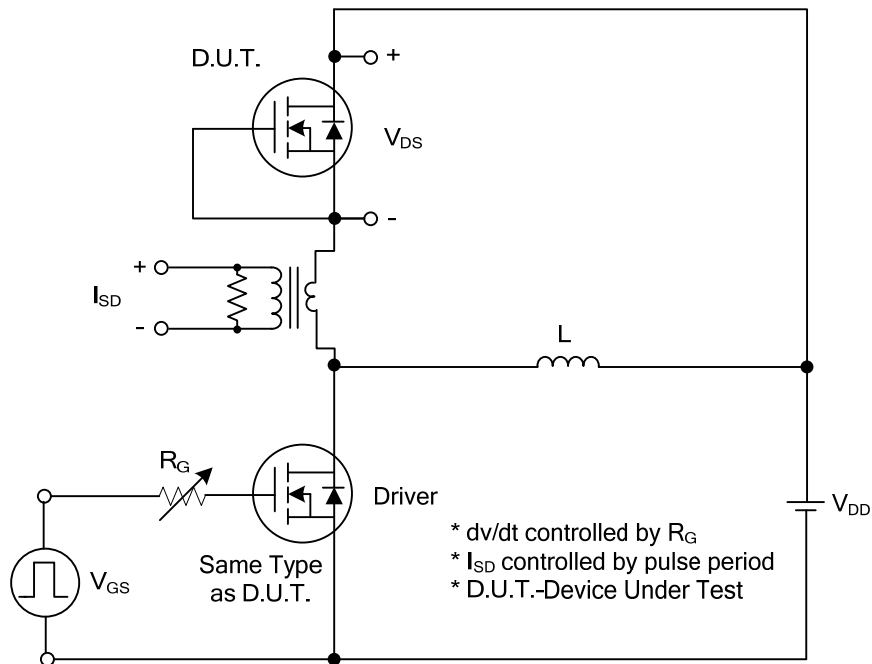 D.U.T.
+
VDS
-
+
ISD
-
L
RG
Driver
VDD
VGS
Same Type
as D.U.T.
* dv/dt controlled by RG
* ISD controlled by pulse period
* D.U.T.-Device Under Test